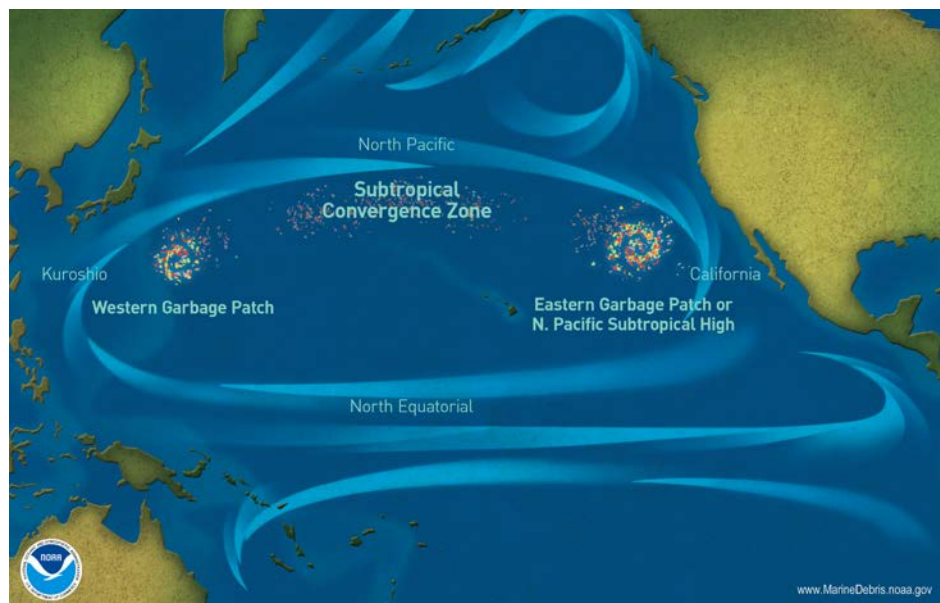 North Pacific
Subtropical
Convergence Zone
Kuroshio
California
Western Garbage Patch
Eastern Garbage Patch or
N. Pacific Subtropical High
North Equatorial
NOAA
www.MarineDebris.noaa.gov